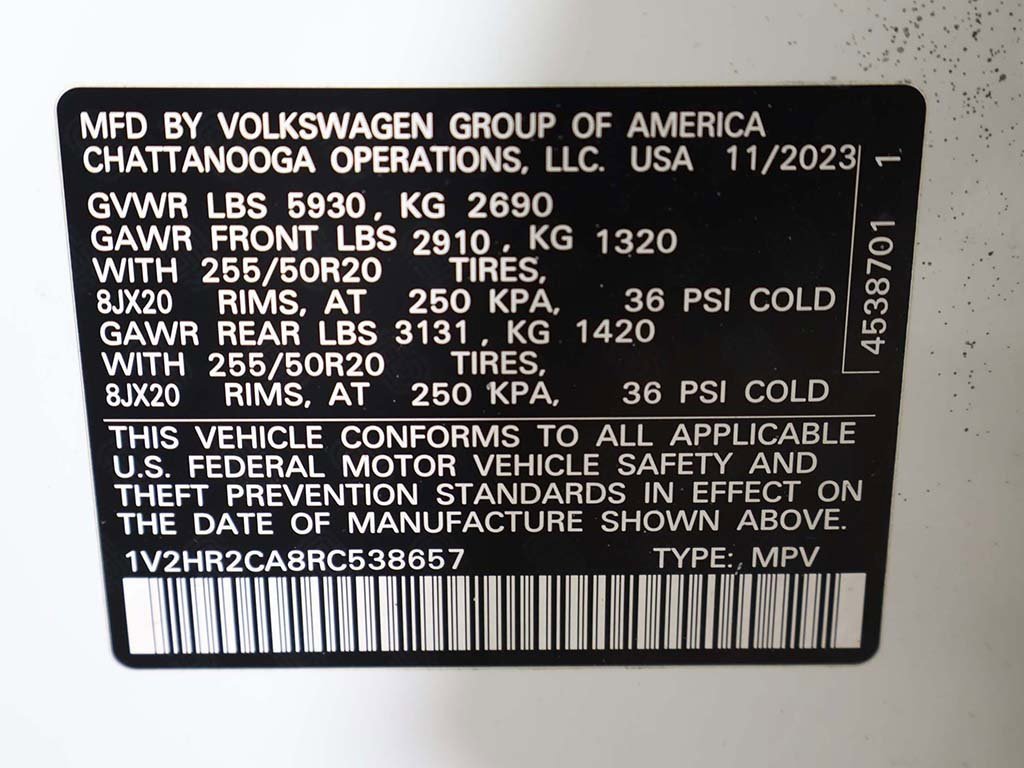 MFD BY VOLKSWAGEN GROUP OF AMERICA
CHATTANOOGA OPERATIONS, LLC. USA 11/2023
GVWR LBS 5930, KG 2690
GAWR FRONT LBS 2910, KG 1320
WITH 255/50R20 TIRES,
8JX20 RIMS, AT 250 KPA, 36 PSI COLD
GAWR REAR LBS 3131, KG 1420
WITH 255/50R20 TIRES,
8JX20 RIMS, AT 250 KPA, 36 PSI COLD
4538701 1
THIS VEHICLE CONFORMS TO ALL APPLICABLE
U.S. FEDERAL MOTOR VEHICLE SAFETY AND
THEFT PREVENTION STANDARDS IN EFFECT ON
THE DATE OF MANUFACTURE SHOWN ABOVE.
1V2HR2CA8RC538657 TYPE:, MPV